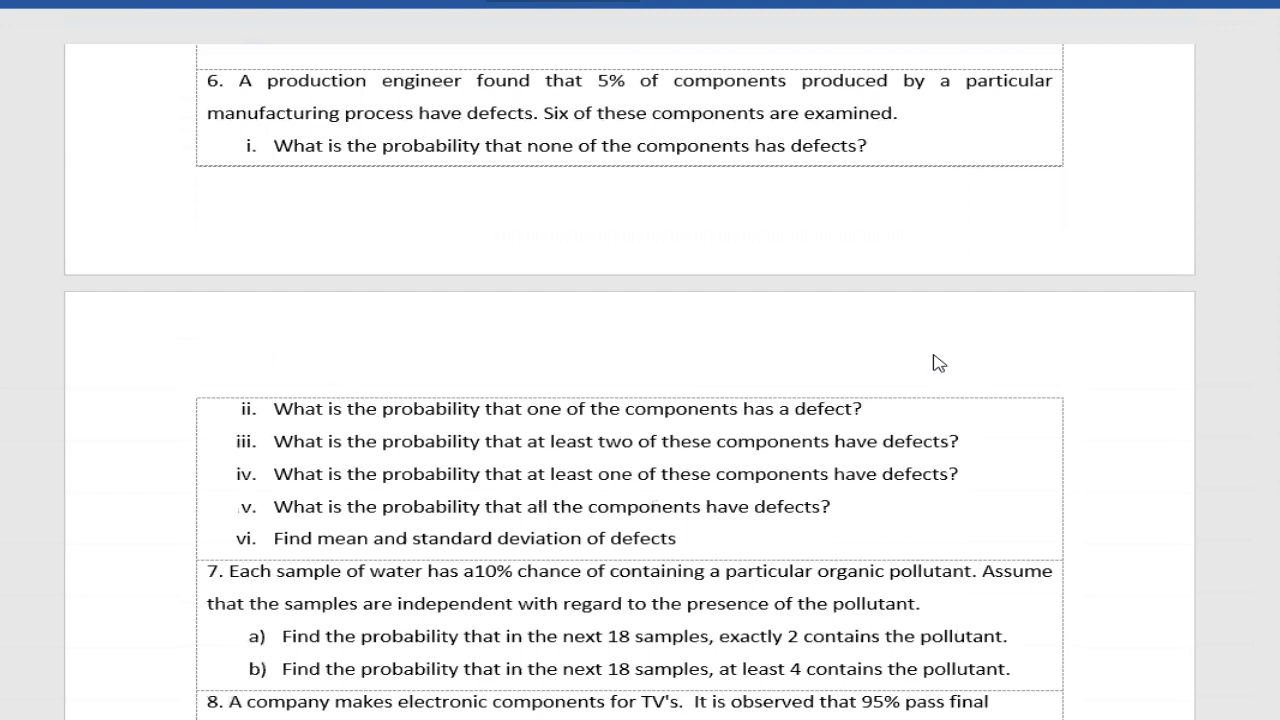 6. A production engineer found that 5% of components produced by a particular
manufacturing process have defects. Six of these components are examined.
i. What is the probability that none of the components has defects?
ii. What is the probability that one of the components has a defect?
iii. What is the probability that at least two of these components have defects?
iv. What is the probability that at least one of these components have defects?
v. What is the probability that all the components have defects?
vi. Find mean and standard deviation of defects
7. Each sample of water has a10% chance of containing a particular organic pollutant. Assume
that the samples are independent with regard to the presence of the pollutant.
a) Find the probability that in the next 18 samples, exactly 2 contains the pollutant.
b) Find the probability that in the next 18 samples, at least 4 contains the pollutant.
8. A company makes electronic components for TV's. It is observed that 95% pass final